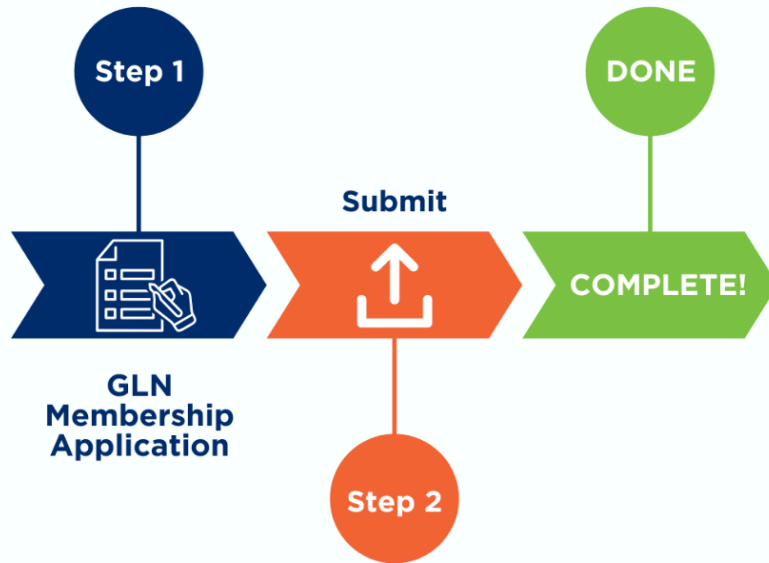 Step 1
GLN
Membership
Application
Submit
Step 2
DONE
COMPLETE!